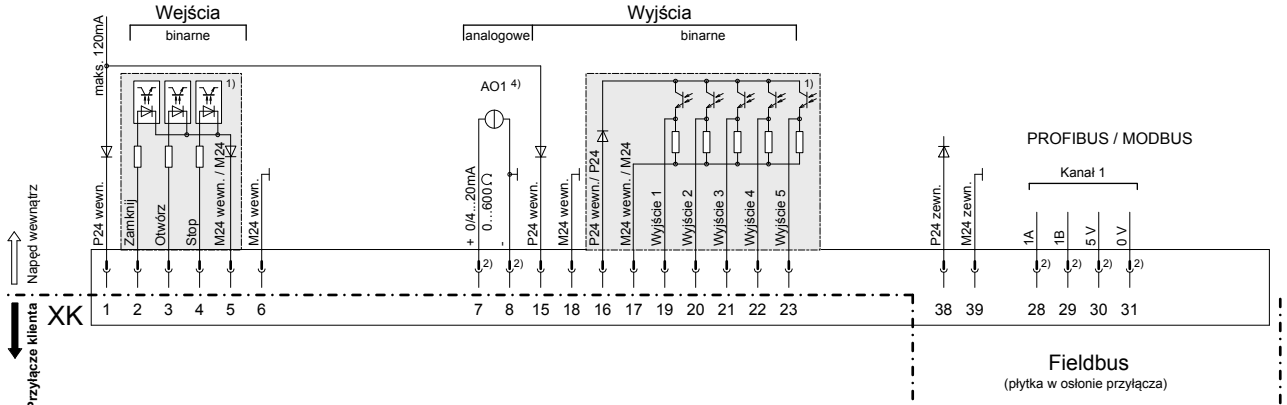 Wejścia
binarne
Wyjścia
analogowe
binarne
maks. 120mA
1)
AO1 4)
1)
PROFIBUS / MODBUS
Kanał 1
P24 wewn.
Zamknij
Otwórz
Stop
M24 wewn. / M24
M24 wewn.
+ 0/4...20mA
0...600Ω
-
P24 wewn.
M24 wewn.
P24 wewn./ P24
M24 wewn. / M24
Wyjście 1
Wyjście 2
Wyjście 3
Wyjście 4
Wyjście 5
P24 zewn.
M24 zewn.
1A
1B
5 V
0 V
2) 2) 2) 2) 2) 2)
Napęd wewnątrz
Przyłącze klienta
XK 1 2 3 4 5 6 7 8 15 18 16 17 19 20 21 22 23 38 39 28 29 30 31
Fieldbus
(płytka w osłonie przyłącza)